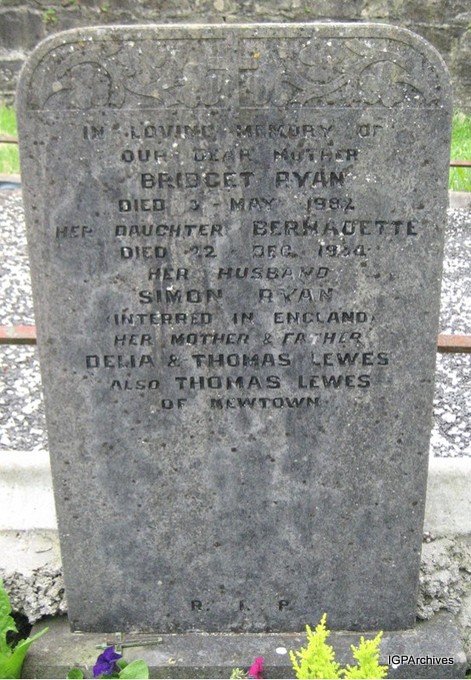 IN LOVING MEMORY OF
OUR DEAR MOTHER
BRIDGET RYAN
DIED 3 MAY 1982
HER DAUGHTER BERNADETTE
DIED 22 DEC.
HER HUSBAND
SIMON RYAN
INTERRED IN ENGLAND
HER MOTHER & FATHER
DELIA & THOMAS LEWES
ALSO THOMAS LEWES
OF NEWTOWN
R. I. P.
IGPArchives